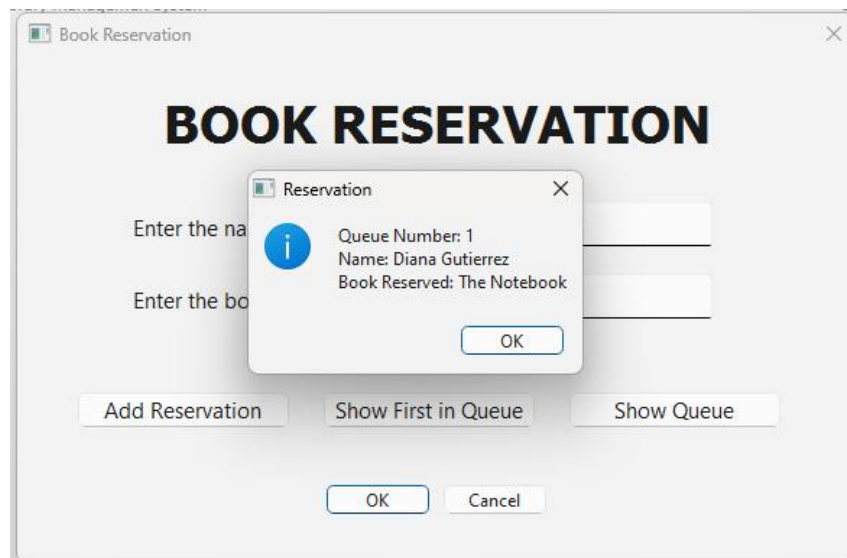 Book Reservation
BOOK RESERVATION
Reservation
Enter the na
Queue Number: 1
Name: Diana Gutierrez
Book Reserved: The Notebook
Enter the bo
OK
Add Reservation
Show First in Queue
Show Queue
OK
Cancel